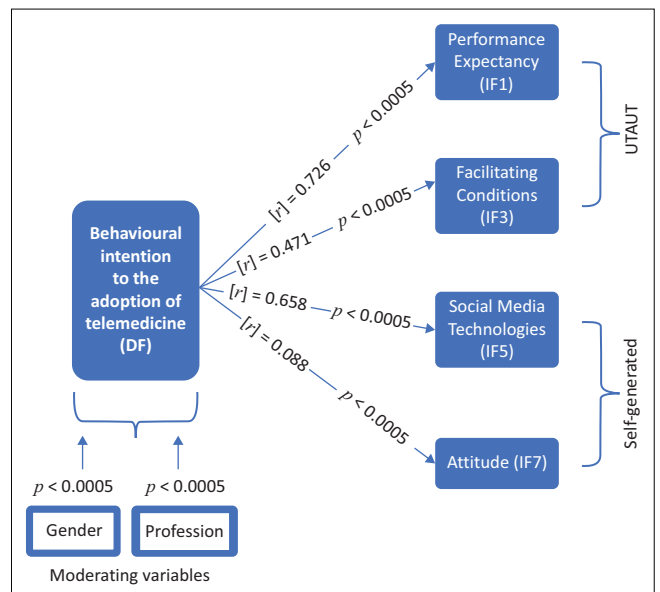 Performance
Expectancy
(IF1)
[r] = 0.726 p < 0.0005
UTAUT
Facilitating
Conditions
(IF3)
[r] = 0.471 p < 0.0005
Behavioural
intention
to the
adoption of
telemedicine
(DF)
[r] = 0.658 p < 0.0005
Social Media
Technologies
(IF5)
[r] = 0.088 p < 0.0005
Self-generated
Attitude (IF7)
p < 0.0005 p < 0.0005
Gender Profession
Moderating variables